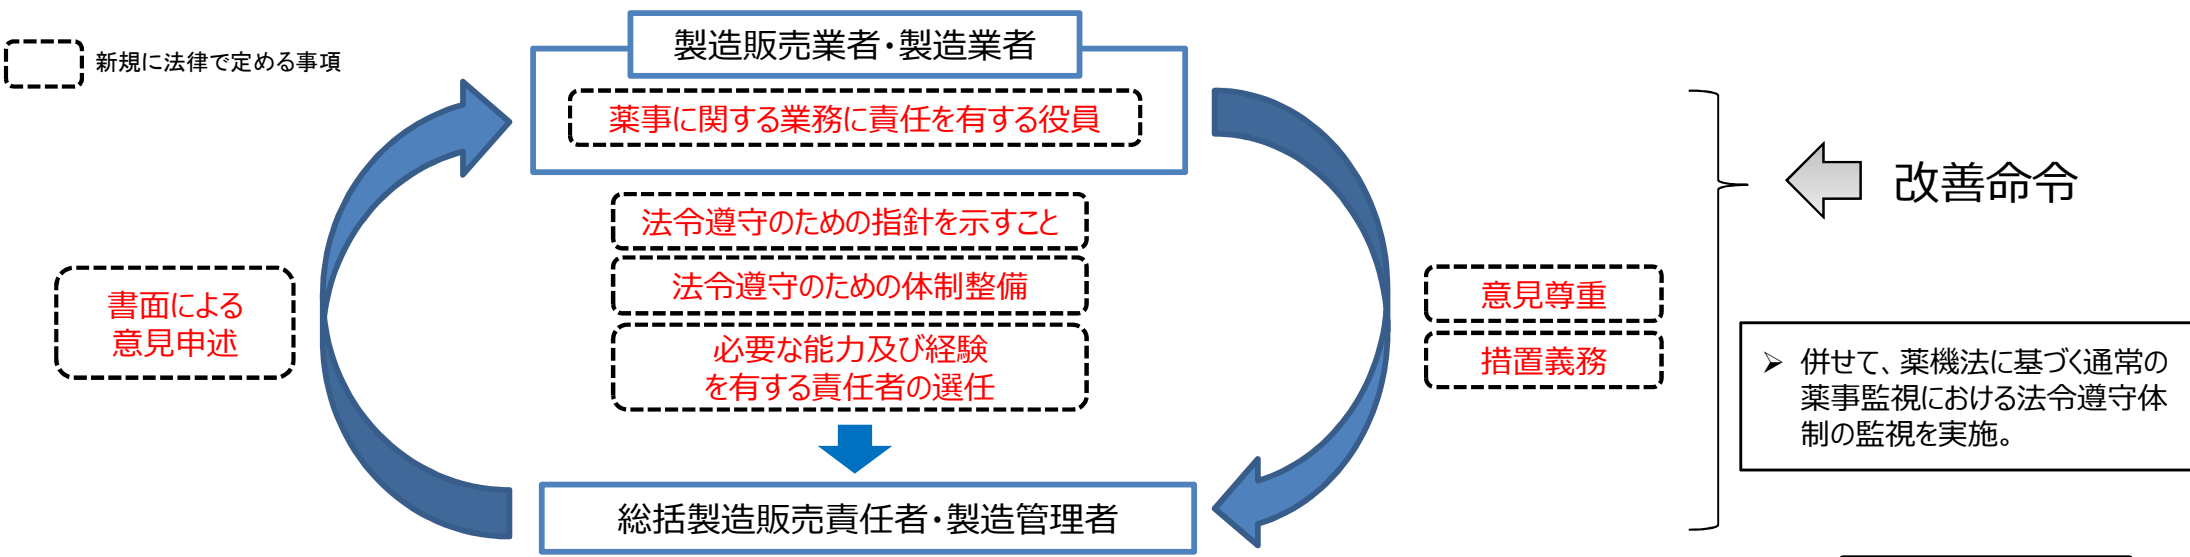 新規に法律で定める事項
製造販売業者・製造業者
薬事に関する業務に責任を有する役員
法令遵守のための指針を示すこと
法令遵守のための体制整備
必要な能力及び経験
を有する責任者の選任
書面による
意見申述
意見尊重
措置義務
総括製造販売責任者・製造管理者
改善命令
➢ 併せて、薬機法に基づく通常の
薬事監視における法令遵守体
制の監視を実施。